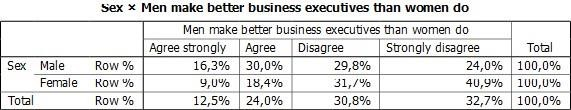 Sex × Men make better business executives than women do
Men make better business executives than women do
Agree strongly Agree Disagree Strongly disagree Total
Sex Male Row % 16,3% 30,0% 29,8% 24,0% 100,0%
Female Row % 9,0% 18,4% 31,7% 40,9% 100,0%
Total Row % 12,5% 24,0% 30,8% 32,7% 100,0%